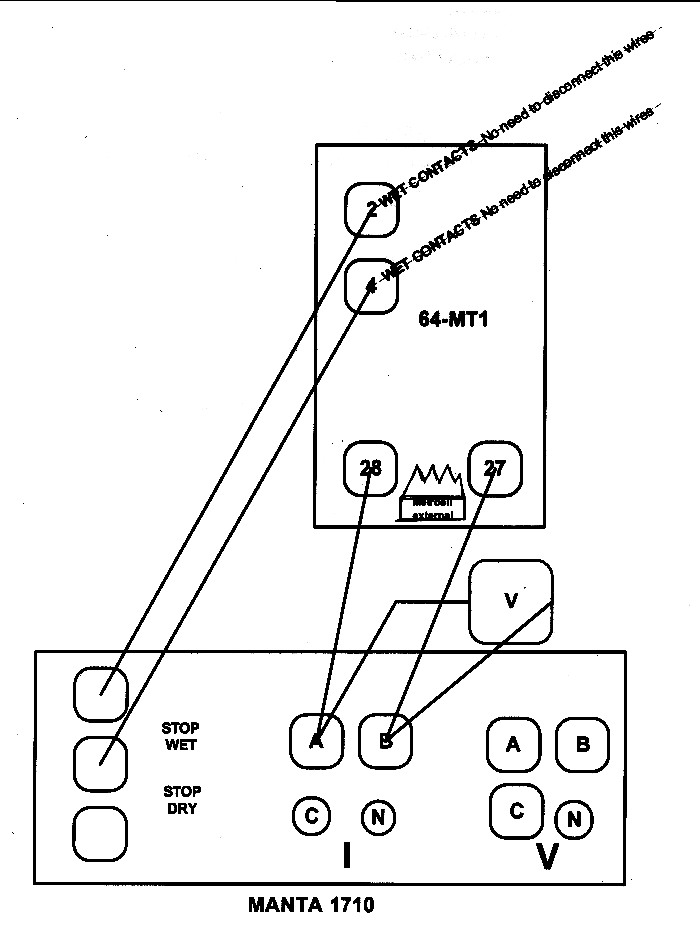 2 WET CONTACTS No need to disconnect this wires
4 WET CONTACTS No need to disconnect this wires
64-MT1
28
27
external
V
STOP
WET
STOP
DRY
A
B
C
N
I
A
B
C
N
V
MANTA 1710